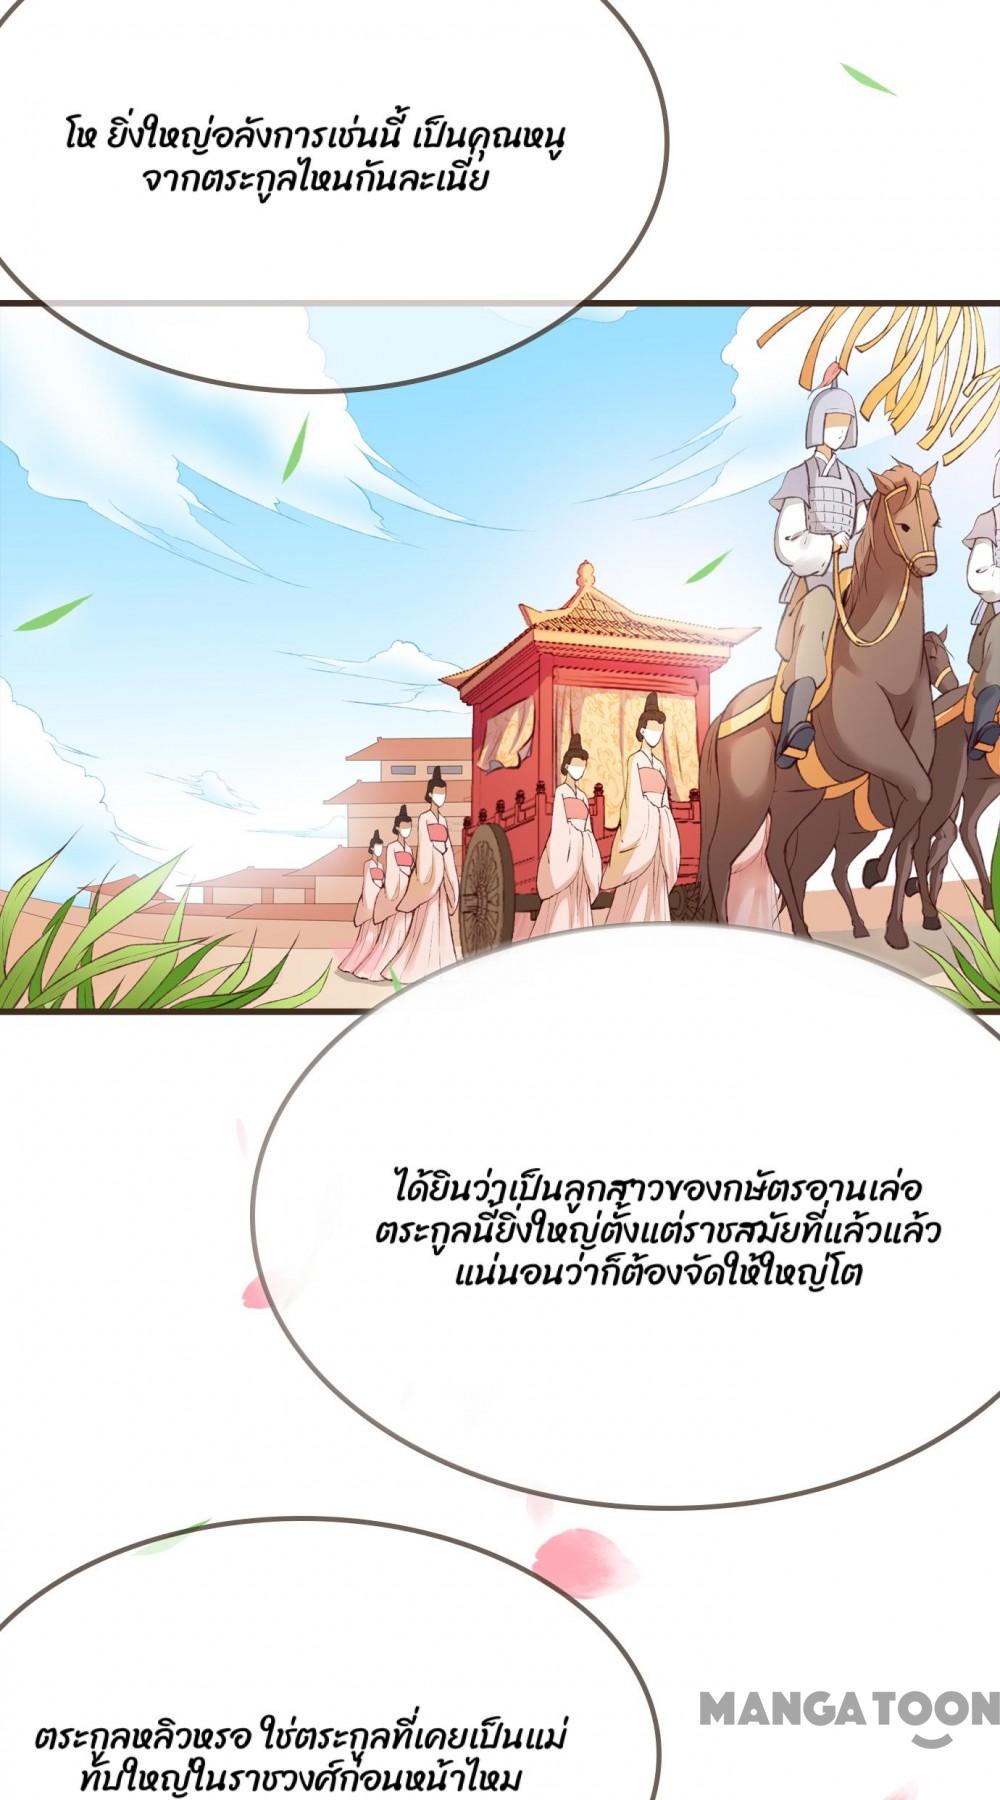 โห ยิ่งใหญ่อลังการเช่นนี้ เป็นคุณหนู
จากตระกูลไหนกันละเนี่ย
ได้ยินว่าเป็นลูกสาวของกษัตรอานเล่อ
ตระกูลนี้ยิ่งใหญ่ตั้งแต่ราชสมัยที่แล้วแล้ว
แน่นอนว่าก็ต้องจัดให้ใหญ่โต
MANGATOON
ตระกูลหลิวหรอ ใช่ตระกูลที่เคยเป็นแม่
ทัพใหญ่ในราชวงศ์ก่อนหน้าไหม